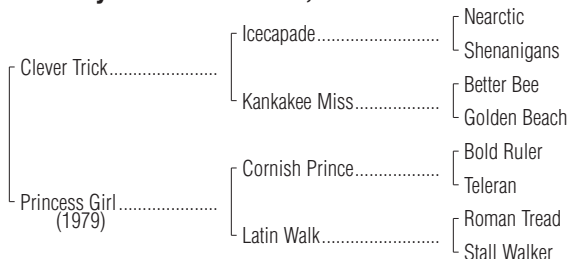 Nearctic
Icecapade
Shenanigans
Clever Trick
Better Bee
Kankakee Miss
Golden Beach
Bold Ruler
Cornish Prince
Teleran
Princess Girl
(1979)
Roman Tread
Latin Walk
Stall Walker